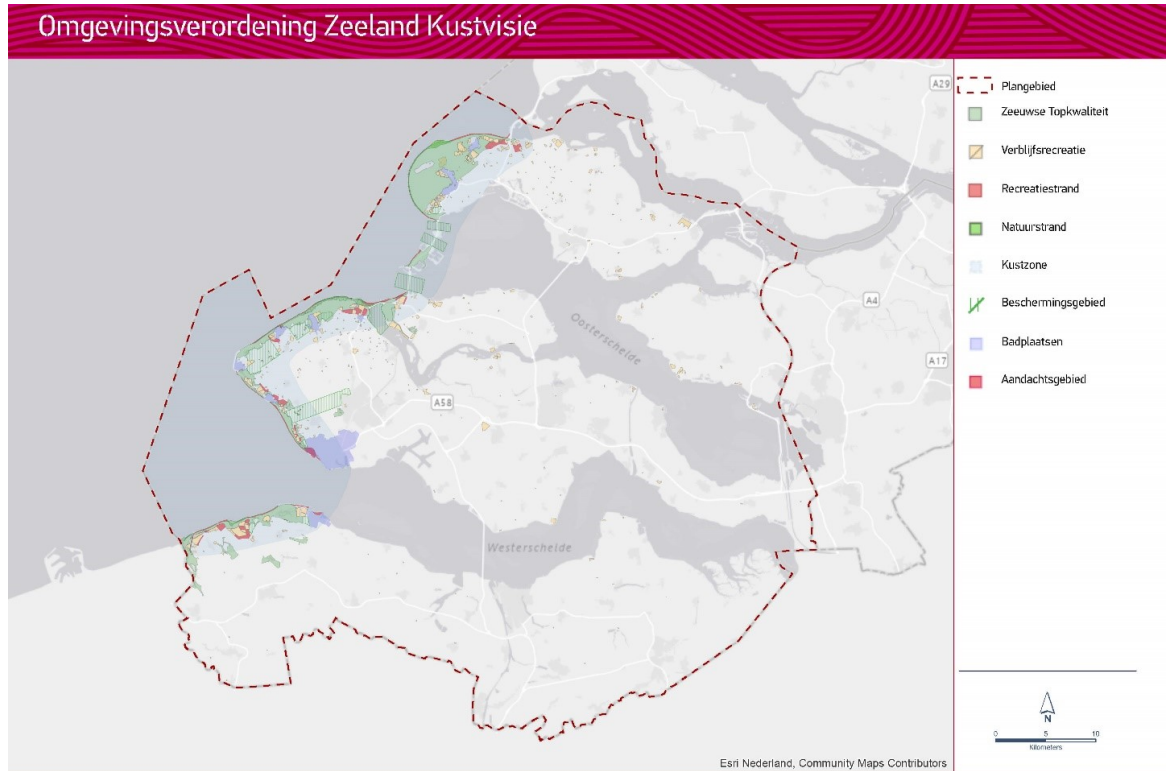 Omgevingsverordening Zeeland Kustvisie
A29
A4
A17
A58
Oosterschelde
Westerschelde
Plangebied
Zeeuwse Topkwaliteit
Verblijfsrecreatie
Recreatiestrand
Natuurstrand
Kustzone
Beschermingsgebied
Badplaatsen
Aandachtsgebied
N
0 5 10
Kilometers
Esri Nederland, Community Maps Contributors